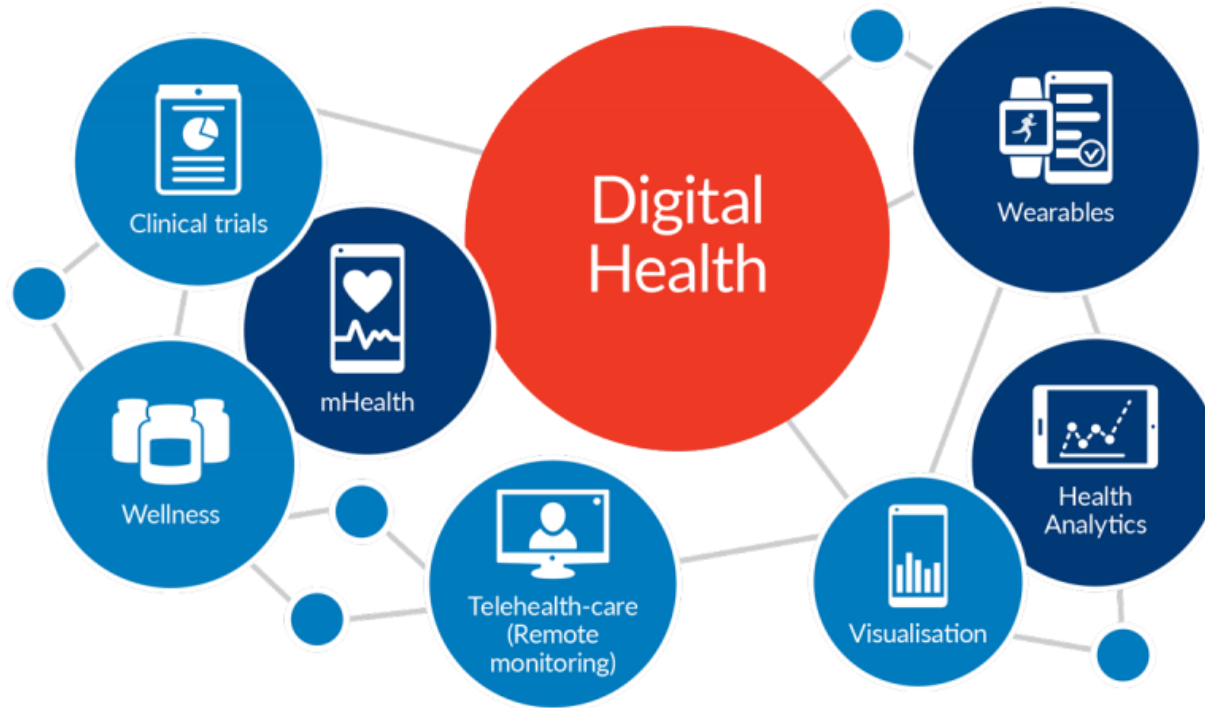 Digital
Health
Clinical trials
Wearables
mHealth
Wellness
Health
Analytics
Telehealth-care
(Remote
monitoring)
Visualisation